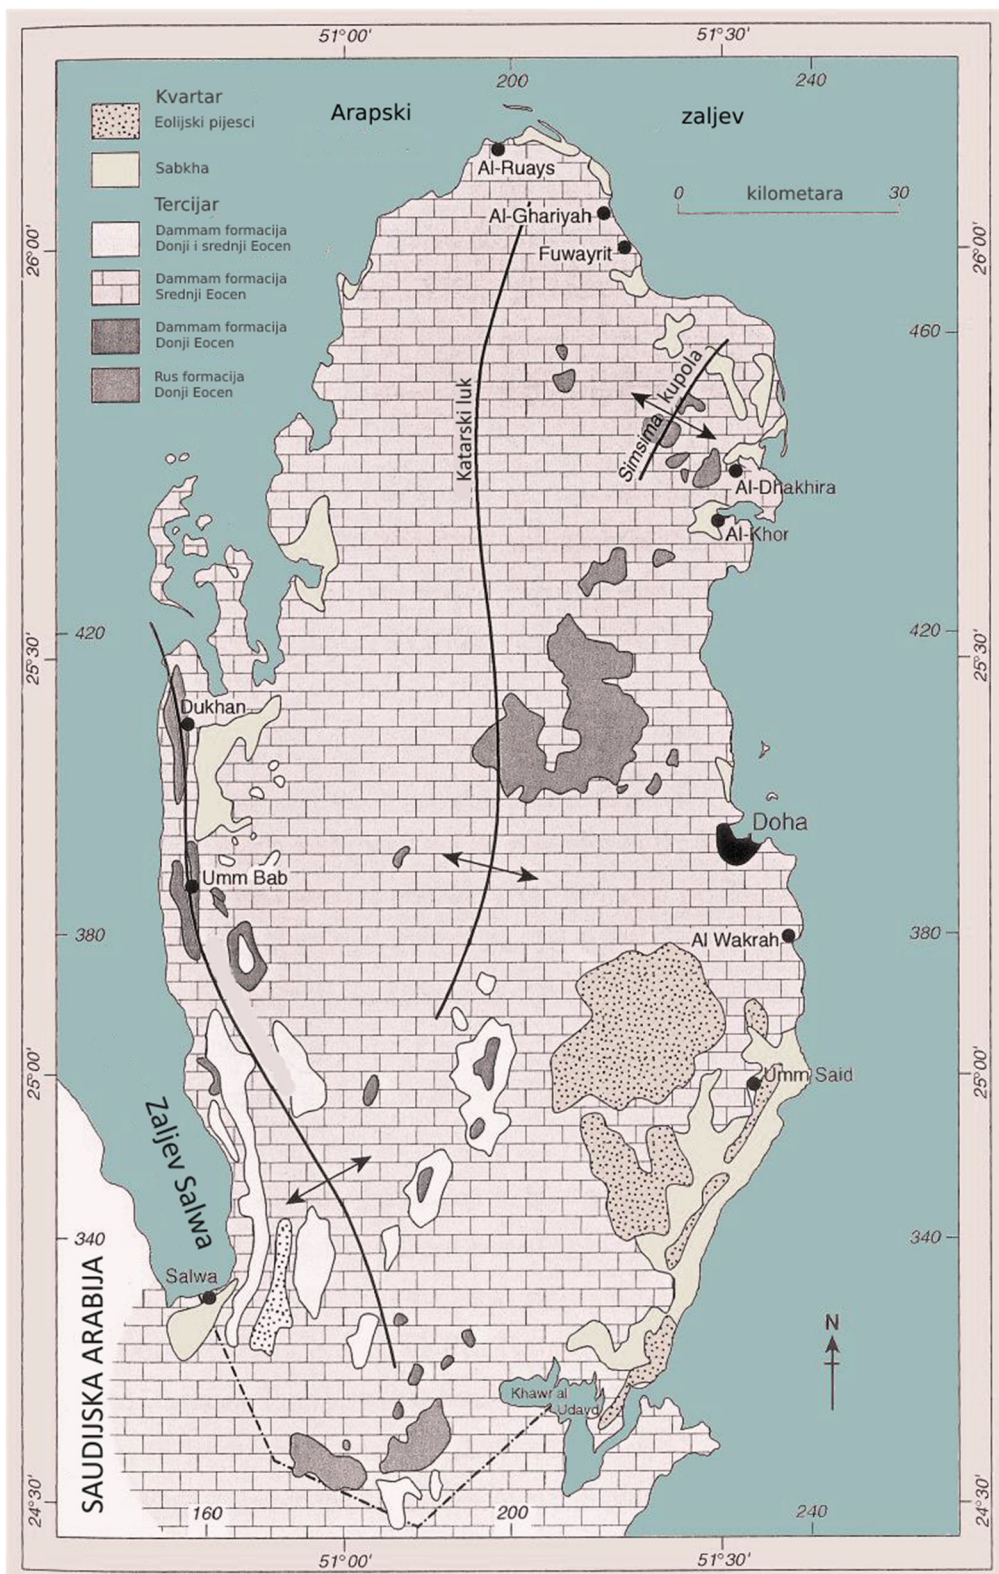 51°00'
51°30'
200
240
Kvartar
Eolijski pijesci
Sabkha
Tercijar
Dammam formacija
Donji i srednji Eocen
Dammam formacija
Srednji Eocen
Dammam formacija
Donji Eocen
Rus formacija
Donji Eocen
Arapski
zaljev
0
kilometara
30
Al-Ruays
Al-Ghariyah
Fuwayrit
26°00'
26°00'
460
Katarski luk
Simsima kupola
Al-Dhakhira
Al-Khor
420
420
25°30'
25°30'
Dukhan
Doha
Umm Bab
380
380
Al Wakrah
25°00'
25°00'
Umm Said
Zaljev Salwa
340
340
Salwa
SAUDIJSKA ARABIJA
N
Khawr al
Udayd
24°30'
24°30'
160
200
240
51°00'
51°30'